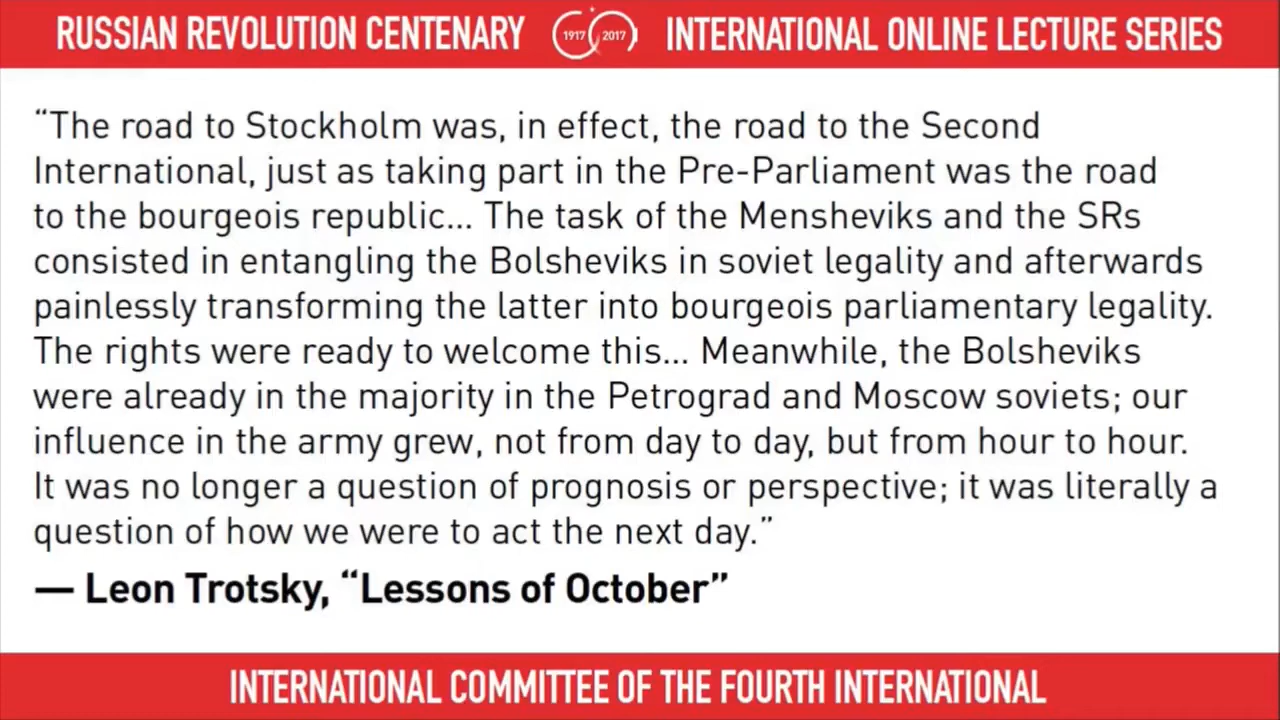 RUSSIAN REVOLUTION CENTENARY 1917 2017 INTERNATIONAL ONLINE LECTURE SERIES
“The road to Stockholm was, in effect, the road to the Second
International, just as taking part in the Pre-Parliament was the road
to the bourgeois republic... The task of the Mensheviks and the SRs
consisted in entangling the Bolsheviks in soviet legality and afterwards
painlessly transforming the latter into bourgeois parliamentary legality.
The rights were ready to welcome this... Meanwhile, the Bolsheviks
were already in the majority in the Petrograd and Moscow soviets; our
influence in the army grew, not from day to day, but from hour to hour.
It was no longer a question of prognosis or perspective; it was literally a
question of how we were to act the next day.”
— Leon Trotsky, “Lessons of October”
INTERNATIONAL COMMITTEE OF THE FOURTH INTERNATIONAL